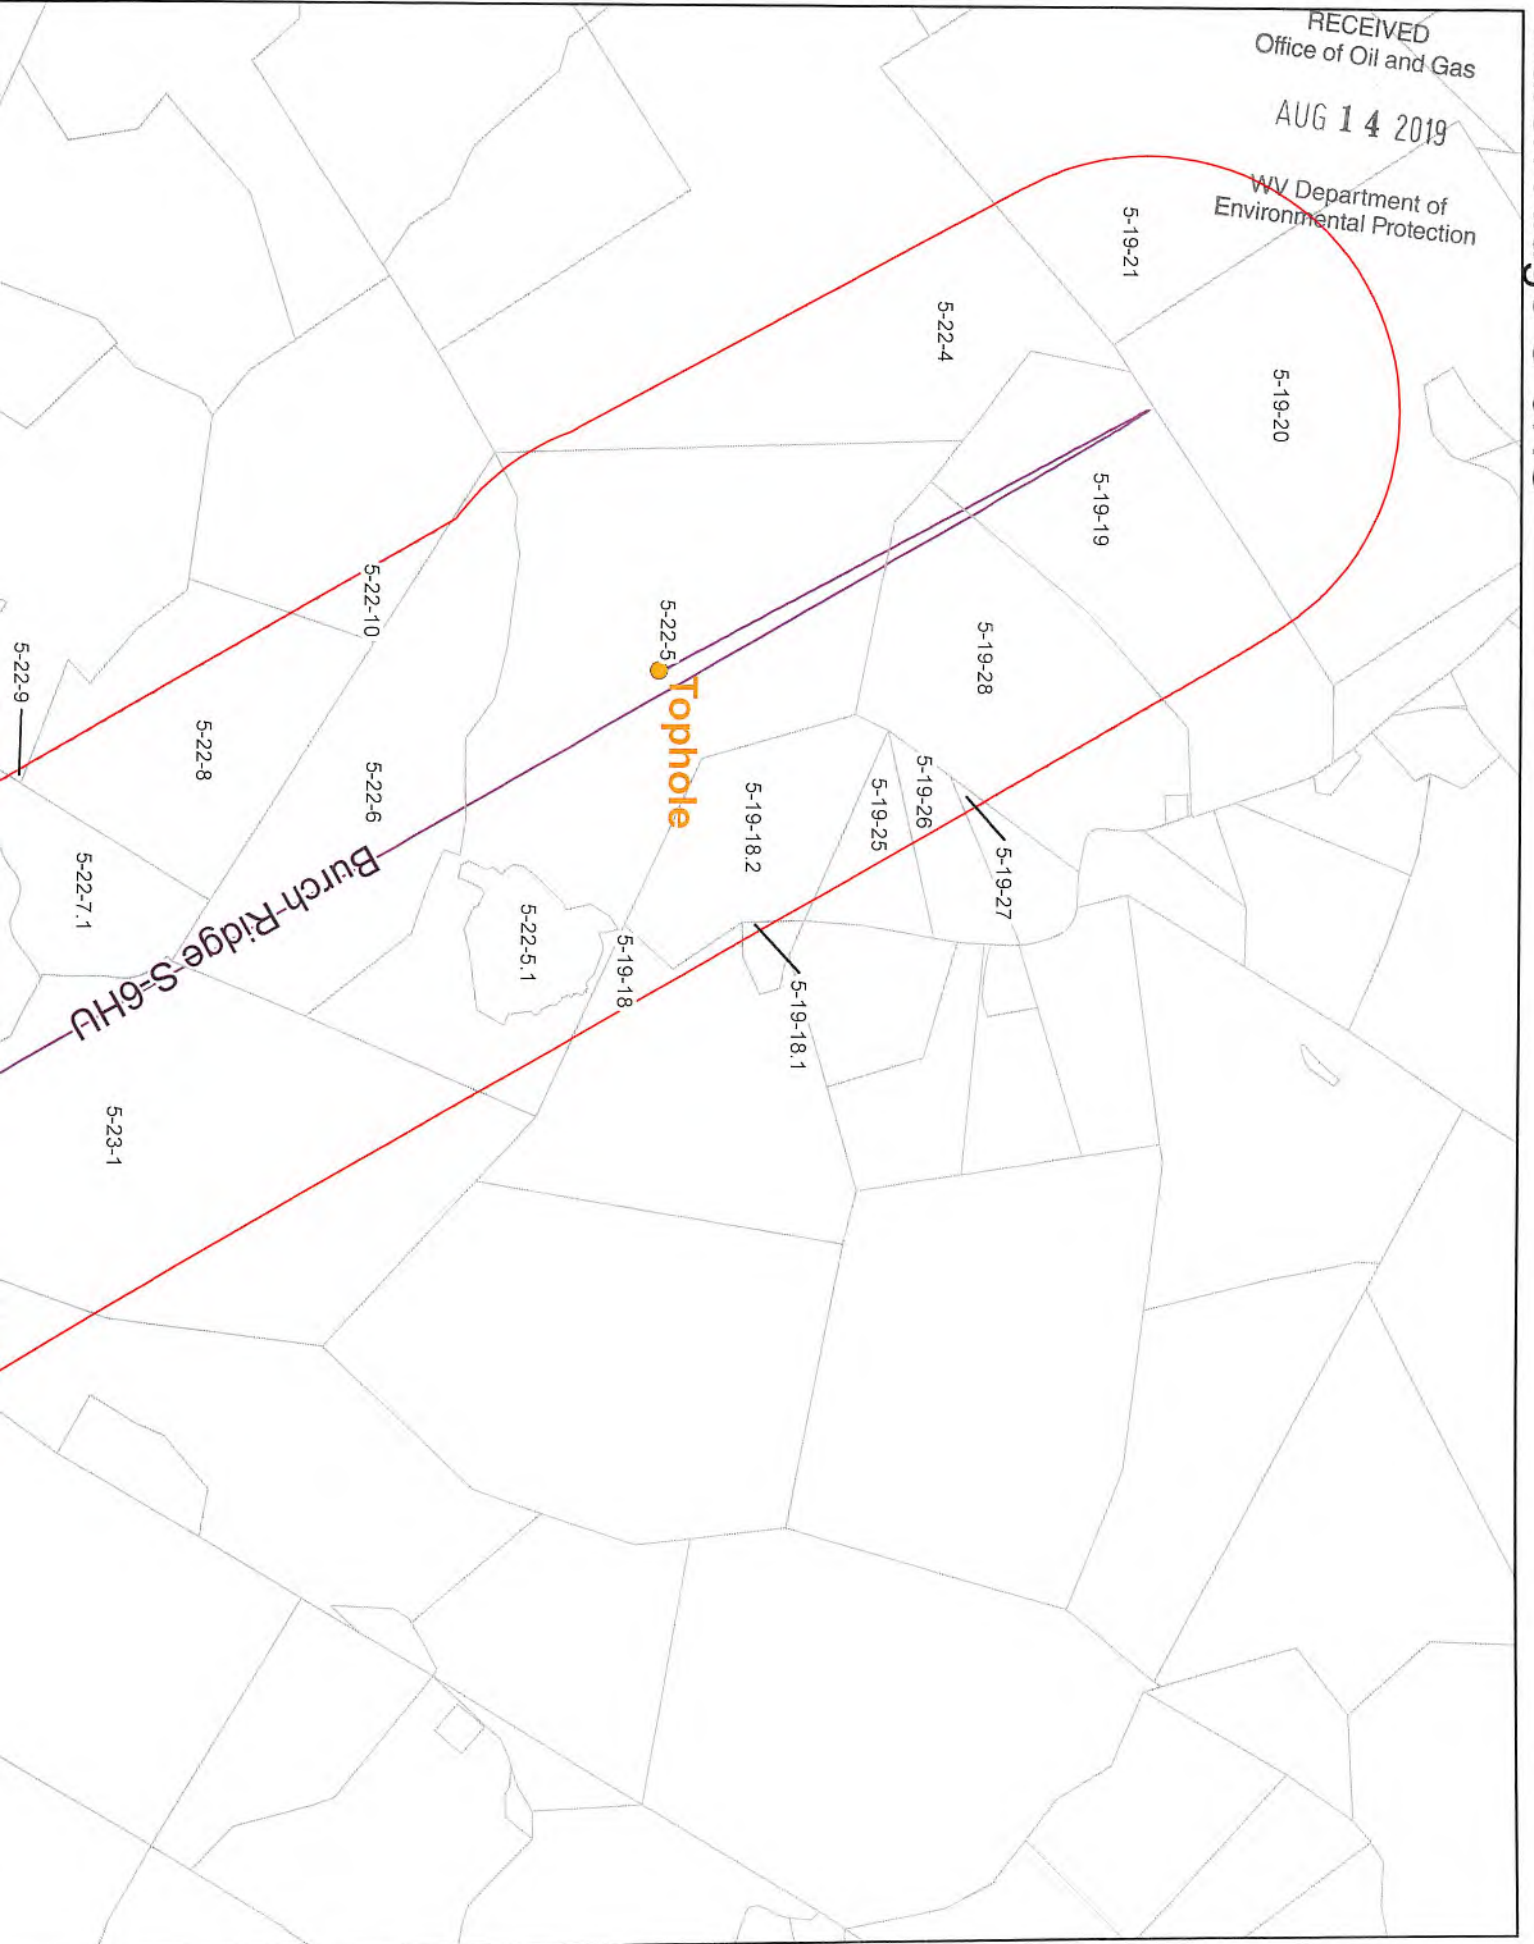 RECEIVED
Office of Oil and Gas
AUG 14 2019
WV Department of
Environmental Protection
5-19-21
5-22-4
5-19-20
5-19-19
5-22-10
5-22-5
5-19-28
5-22-9
5-22-8
5-22-6
Tophole
5-19-18.2
5-19-25
5-19-26
5-19-27
5-22-7.1
Burch-Ridge-S-6HU
5-22-5.1
5-19-18
5-19-18.1
5-23-1